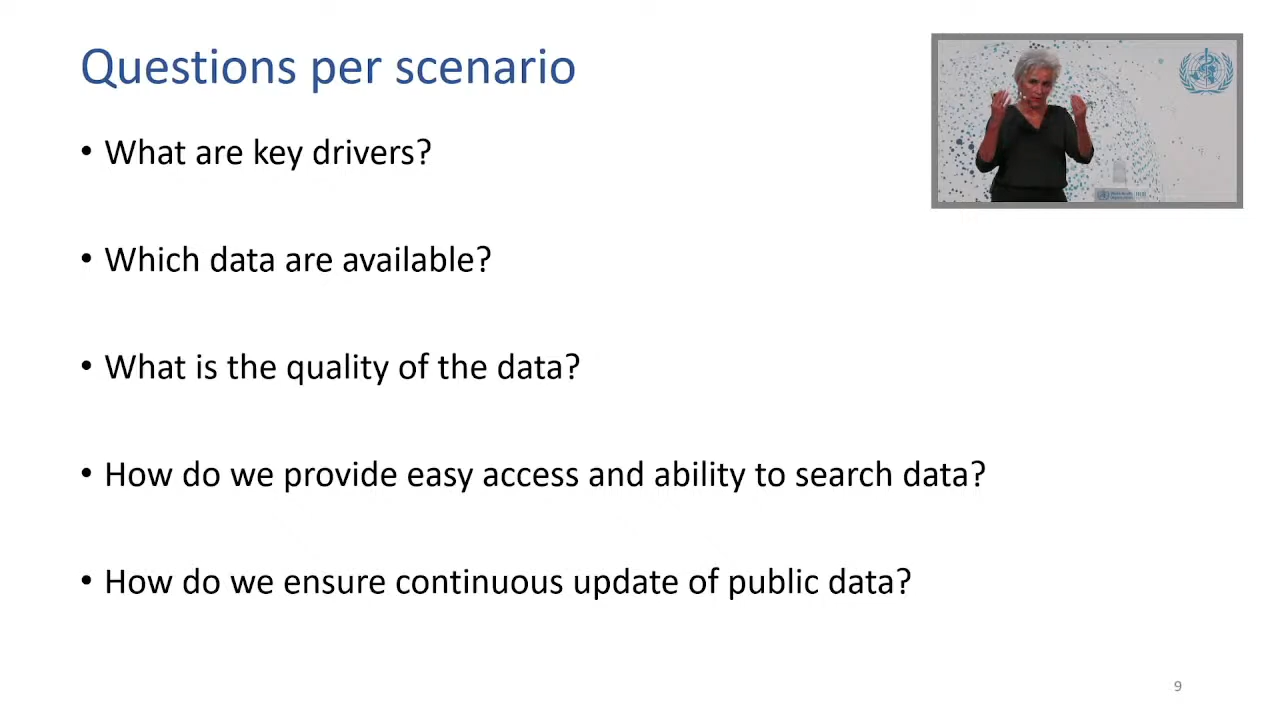 Questions per scenario
• What are key drivers?
• Which data are available?
• What is the quality of the data?
• How do we provide easy access and ability to search data?
• How do we ensure continuous update of public data?
9